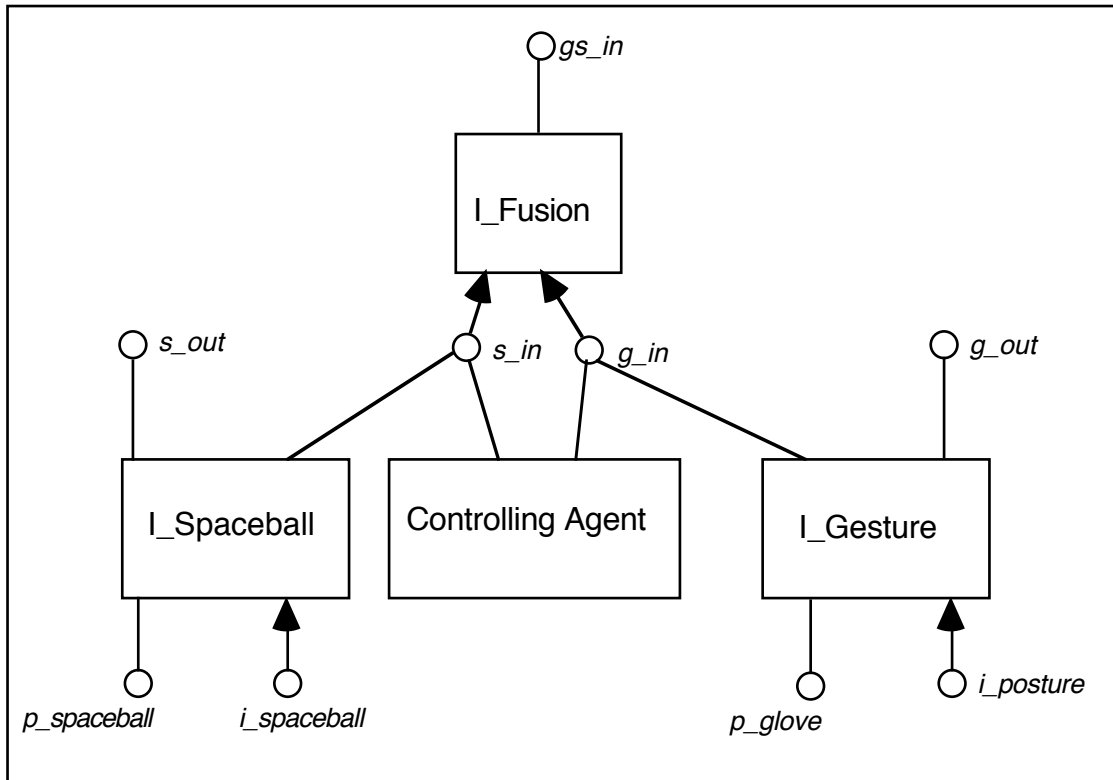 gs_in
I_Fusion
s_out
s_in
g_in
g_out
I_Spaceball
Controlling Agent
I_Gesture
p_spaceball
i_spaceball
p_glove
i_posture